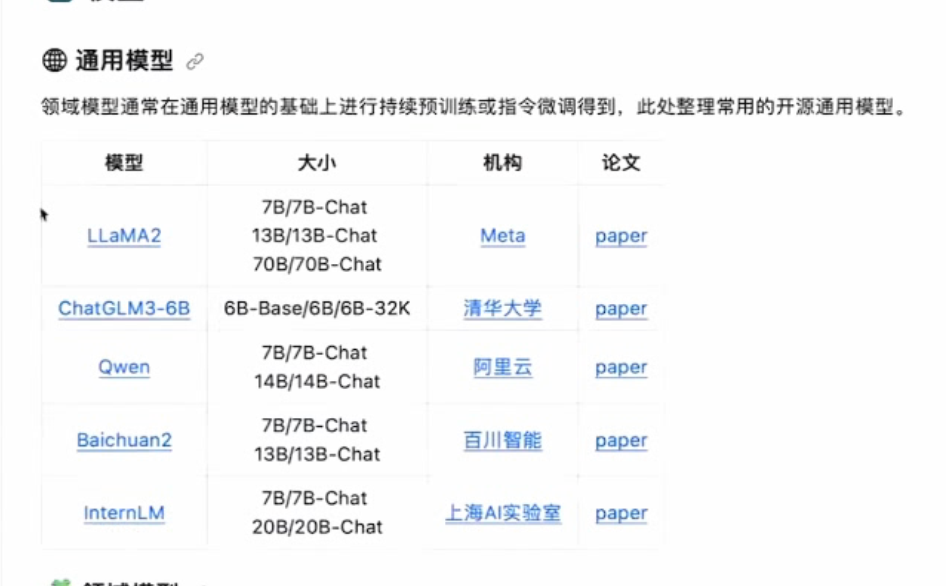 通用模型
领域模型通常在通用模型的基础上进行持续预训练或指令微调得到，此处整理常用的开源通用模型。
模型 大小 机构 论文
7B/7B-Chat
LLaMA2 13B/13B-Chat Meta paper
70B/70B-Chat
ChatGLM3-6B 6B-Base/6B/6B-32K 清华大学 paper
7B/7B-Chat
Qwen 阿里云 paper
14B/14B-Chat
7B/7B-Chat
Baichuan2 百川智能 paper
13B/13B-Chat
7B/7B-Chat
InternLM 上海AI实验室 paper
20B/20B-Chat